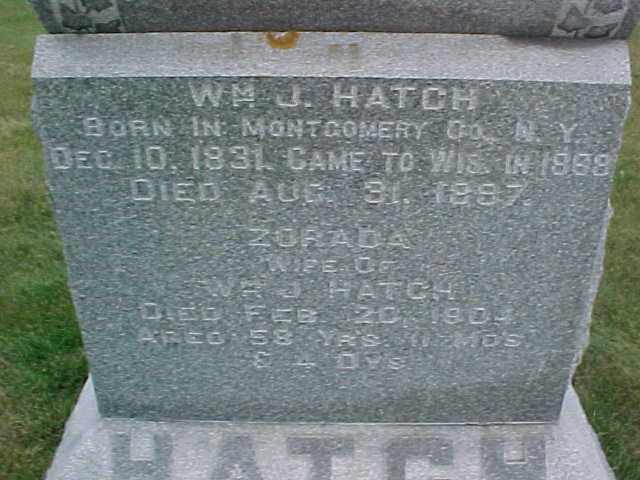 WM J. HATCH
BORN IN MONTGOMERY CO., N. Y.
DEC. 10, 1831. CAME TO WIS. IN 1868
DIED AUG. 31, 1897.
ZORADA
WIFE OF
WM J. HATCH
DIED FEB. 20, 1904
AGED 58 YRS. 11 MOS.
& 4 DYS
HATCH